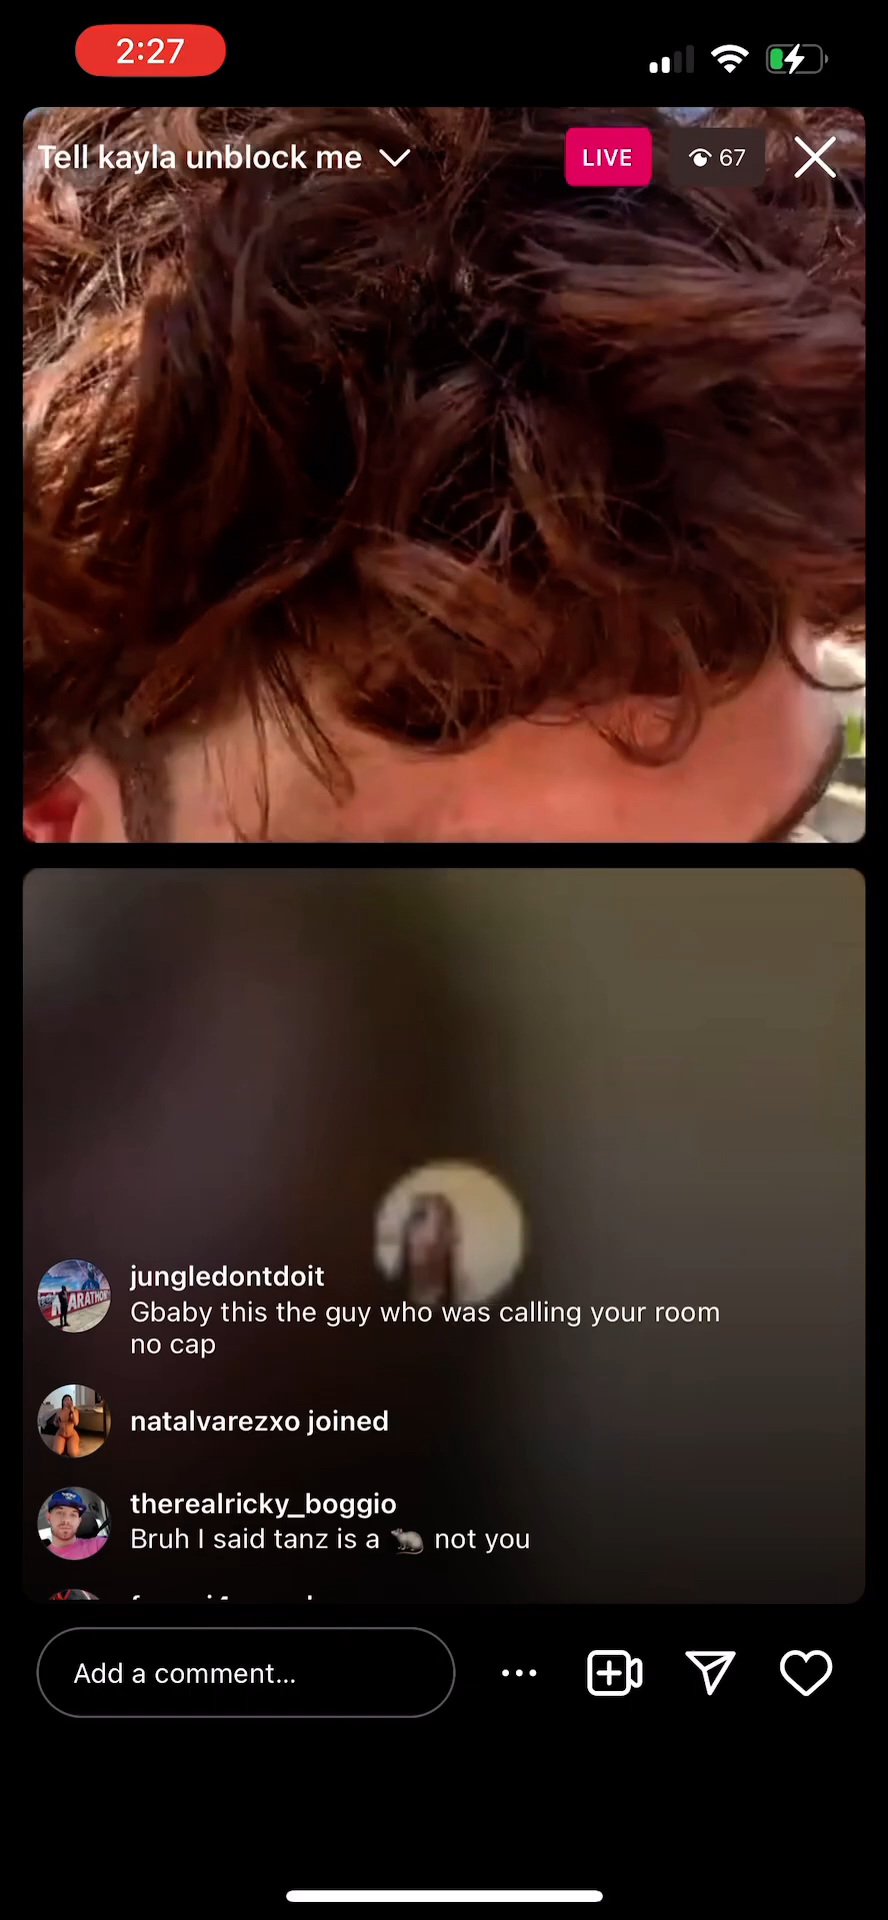 2:27
Tell kayla unblock me
LIVE
67
jungledontdoit
Gbaby this the guy who was calling your room
no cap
natalvarezxo joined
therealricky_boggio
Bruh I said tanz is a 🐀 not you
Add a comment...